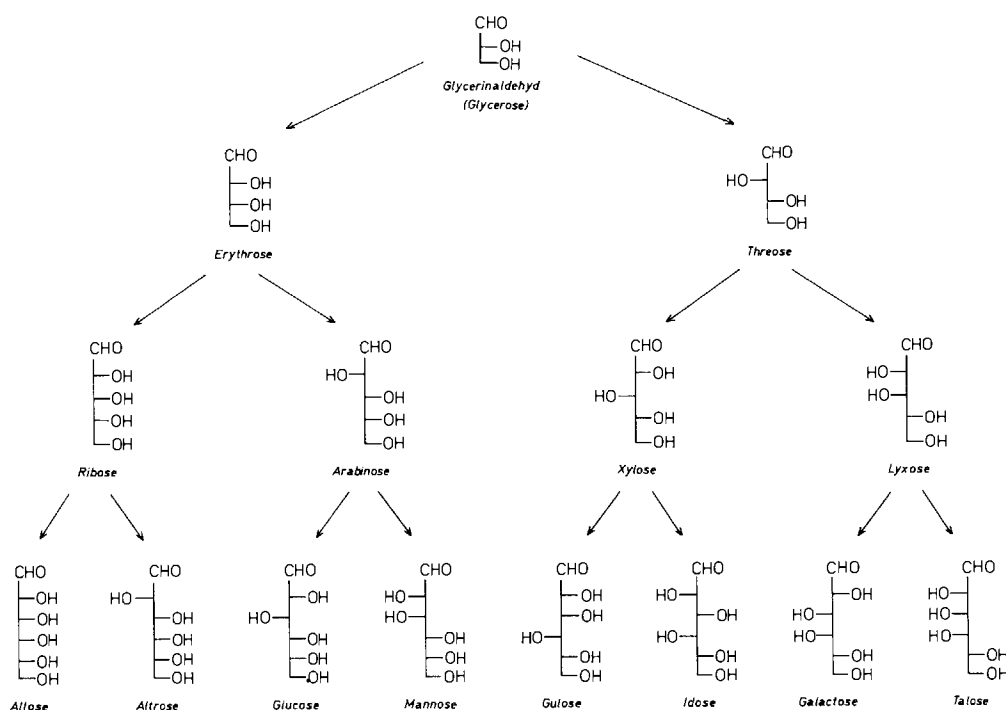 CHO
OH
OH
Glycerinaldehyd
(Glycerose)
CHO
OH
OH
OH
Erythrose
CHO
HO
OH
OH
Threose
CHO
OH
OH
OH
OH
Ribose
CHO
HO
OH
OH
OH
Arabinose
CHO
OH
HO
OH
OH
Xylose
CHO
HO
HO
OH
OH
Lyxose
CHO
OH
OH
OH
OH
OH
Allose
CHO
HO
OH
OH
OH
OH
Altrose
CHO
OH
HO
OH
OH
OH
Glucose
CHO
HO
HO
OH
OH
OH
Mannose
CHO
OH
OH
HO
OH
OH
Gulose
CHO
HO
OH
HO
OH
OH
Idose
CHO
OH
HO
HO
OH
OH
Galactose
CHO
HO
HO
HO
OH
OH
Talose